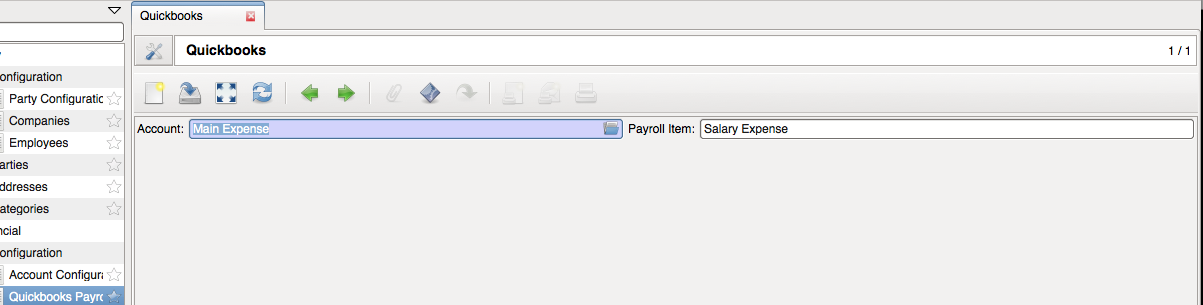 Quickbooks
Quickbooks
1 / 1
onfiguration
Party Configuratic
Companies
Employees
arties
ddresses
ategories
ncial
onfiguration
Account Configura
Quickbooks Payro
Account: Main Expense Payroll Item: Salary Expense